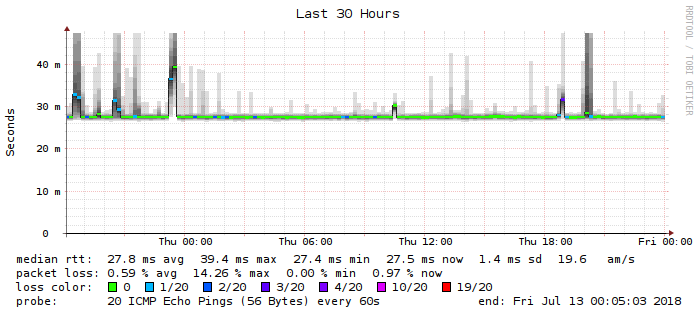 Last 30 Hours
RRDTOOL / TOBI OETIKER
Seconds
40 m
30 m
20 m
10 m
0
Thu 00:00 Thu 06:00 Thu 12:00 Thu 18:00 Fri 00:00
median rtt: 27.8 ms avg 39.4 ms max 27.4 ms min 27.5 ms now 1.4 ms sd 19.6 am/s
packet loss: 0.59 % avg 14.26 % max 0.00 % min 0.97 % now
loss color: 0 1/20 2/20 3/20 4/20 10/20 19/20
probe: 20 ICMP Echo Pings (56 Bytes) every 60s end: Fri Jul 13 00:05:03 2018